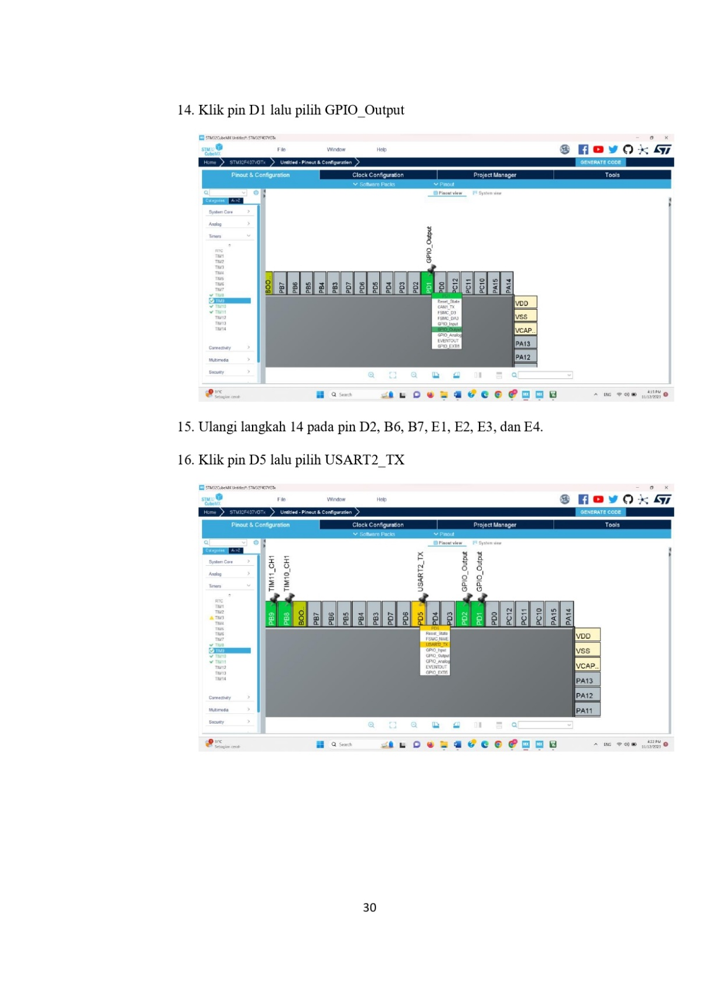 14. Klik pin D1 lalu pilih GPIO_Output
STM32CubeMX Untitled*: STM32F407VGTx
STM32 CubeMX File Window Help
Home STM32F407VGTx Untitled - Pinout & Configuration GENERATE CODE
Pinout & Configuration Clock Configuration Project Manager Tools
Software Packs Pinout
Pinout view System view
Categories A->Z
System Core
Analog
Timers
RTC
TIM1
TIM2
TIM3
TIM4
TIM5
TIM6
TIM7
TIM8
TIM9
TIM10
TIM11
TIM12
TIM13
TIM14
Connectivity
Multimedia
Security
GPIO_Output
BOO.. PB7 PB6 PB5 PB4 PB3 PD7 PD6 PD5 PD4 PD3 PD2 PD1 PD0 PC12 PC11 PC10 PA15 PA14
PD1
Reset_State
CAN1_TX
FSMC_D3
FSMC_DA3
GPIO_Input
GPIO_Output
GPIO_Analog
EVENTOUT
GPIO_EXTI1
VDD
VSS
VCAP..
PA13
PA12
31°C
Sebagian cerah
Search
ENG
4:15 PM
11/12/2023
15. Ulangi langkah 14 pada pin D2, B6, B7, E1, E2, E3, dan E4.
16. Klik pin D5 lalu pilih USART2_TX
STM32CubeMX Untitled*: STM32F407VGTx
STM32 CubeMX File Window Help
Home STM32F407VGTx Untitled - Pinout & Configuration GENERATE CODE
Pinout & Configuration Clock Configuration Project Manager Tools
Software Packs Pinout
Pinout view System view
Categories A->Z
System Core
Analog
Timers
RTC
TIM1
TIM2
TIM3
TIM4
TIM5
TIM6
TIM7
TIM8
TIM9
TIM10
TIM11
TIM12
TIM13
TIM14
Connectivity
Multimedia
Security
TIM11_CH1 TIM10_CH1 USART2_TX GPIO_Output GPIO_Output
PB9 PB8 BOO.. PB7 PB6 PB5 PB4 PB3 PD7 PD6 PD5 PD4 PD3 PD2 PD1 PD0 PC12 PC11 PC10 PA15 PA14
PD5
Reset_State
FSMC_NWE
USART2_TX
GPIO_Input
GPIO_Output
GPIO_Analog
EVENTOUT
GPIO_EXTI5
VDD
VSS
VCAP..
PA13
PA12
PA11
31°C
Sebagian cerah
Search
ENG
4:22 PM
11/12/2023
30